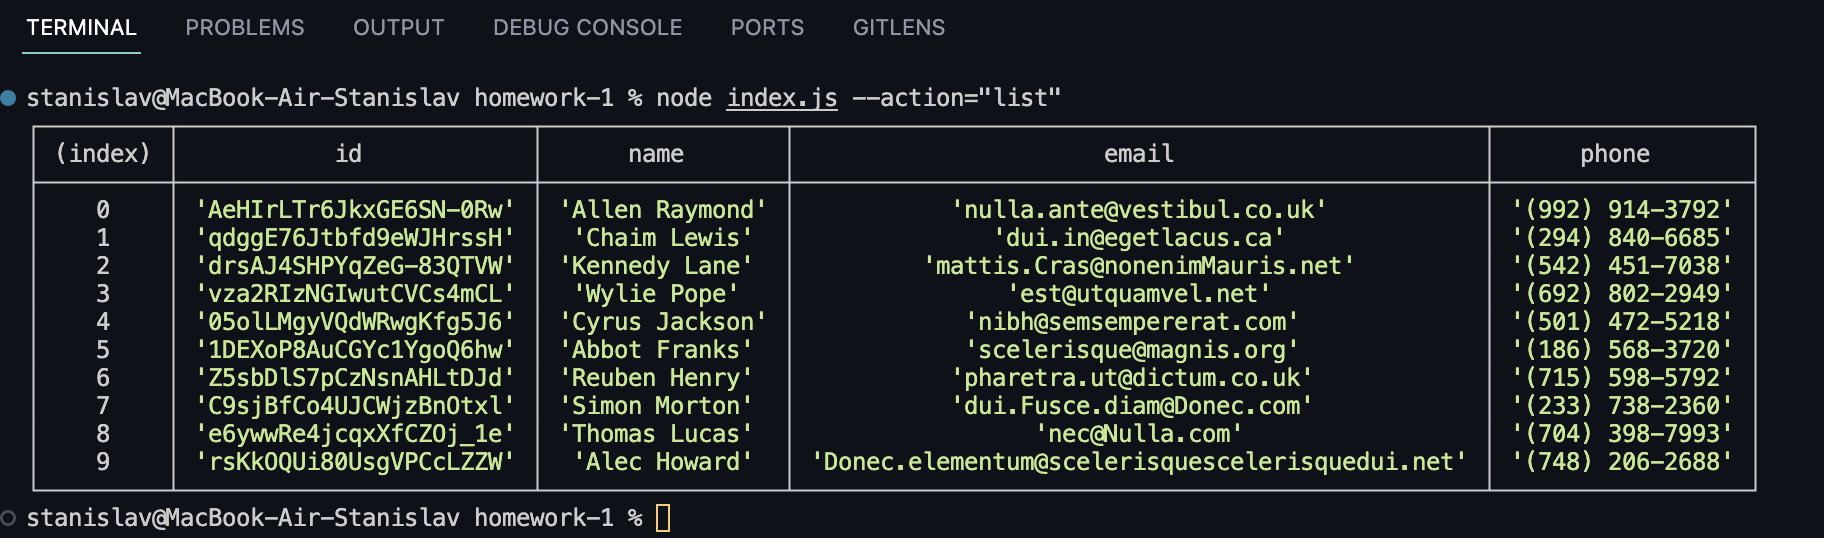 TERMINAL PROBLEMS OUTPUT DEBUG CONSOLE PORTS GITLENS
stanislav@MacBook-Air-Stanislav homework-1 % node index.js --action="list"
(index) id name email phone
0 'AeHIrLTr6JkxGE6SN-0Rw' 'Allen Raymond' 'nulla.ante@vestibul.co.uk' '(992) 914-3792'
1 'qdggE76Jtbfd9eWJHrssH' 'Chaim Lewis' 'dui.in@egetlacus.ca' '(294) 840-6685'
2 'drsAJ4SHPYqZeG-83QTVW' 'Kennedy Lane' 'mattis.Cras@nonenimMauris.net' '(542) 451-7038'
3 'vza2RIzNGIwutCVCs4mCL' 'Wylie Pope' 'est@utquamvel.net' '(692) 802-2949'
4 '05olLMgyVQdWRwgKfg5J6' 'Cyrus Jackson' 'nibh@semsempererat.com' '(501) 472-5218'
5 '1DEXoP8AuCGYc1YgoQ6hw' 'Abbot Franks' 'scelerisque@magnis.org' '(186) 568-3720'
6 'Z5sbDlS7pCzNsnAHLtDJd' 'Reuben Henry' 'pharetra.ut@dictum.co.uk' '(715) 598-5792'
7 'C9sjBfCo4UJCWjzBnOtxl' 'Simon Morton' 'dui.Fusce.diam@Donec.com' '(233) 738-2360'
8 'e6ywwRe4jcqxXfCZOj_1e' 'Thomas Lucas' 'nec@Nulla.com' '(704) 398-7993'
9 'rsKkOQUi80UsgVPCcLZZW' 'Alec Howard' 'Donec.elementum@scelerisquescelerisquedui.net' '(748) 206-2688'
stanislav@MacBook-Air-Stanislav homework-1 %